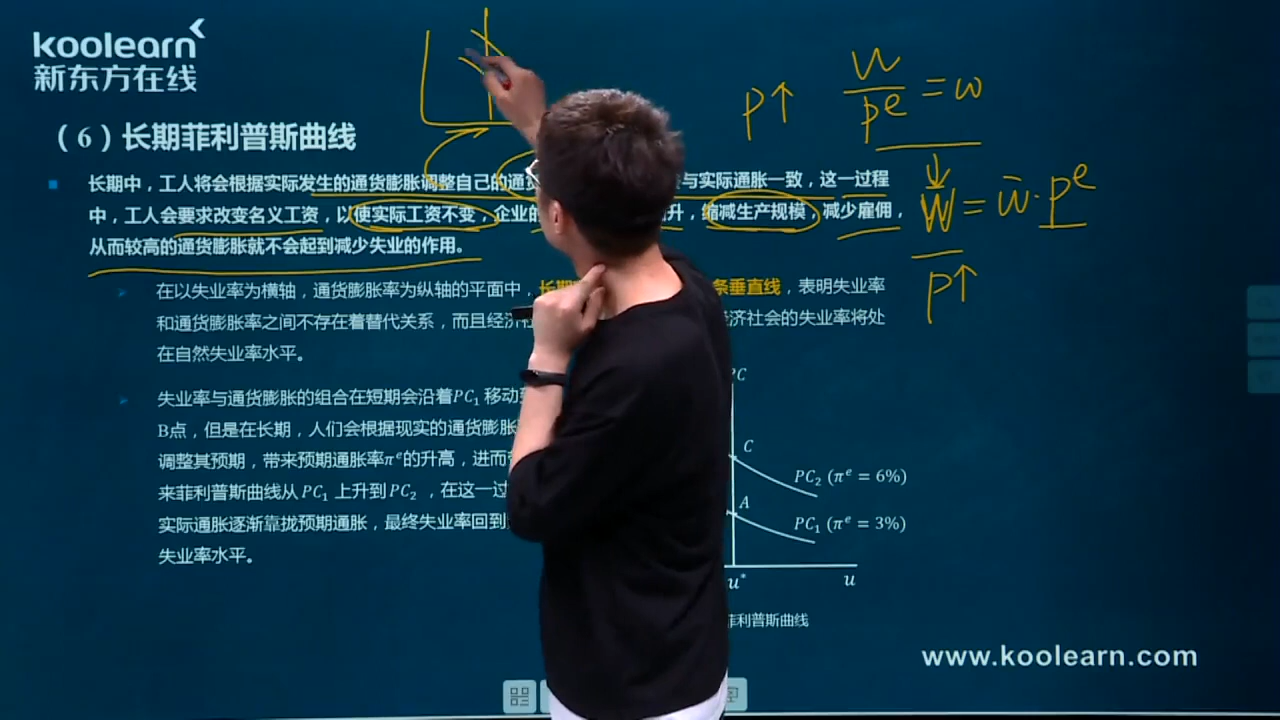 koolearn
新东方在线
P↑
W/P^e = w
（6）长期菲利普斯曲线
长期中，工人将会根据实际发生的通货膨胀调整自己的通 与实际通胀一致，这一过程
中，工人会要求改变名义工资，以使实际工资不变，企业的 升，缩减生产规模，减少雇佣，
从而较高的通货膨胀就不会起到减少失业的作用。
W = w̄·P^e
P↑
在以失业率为横轴，通货膨胀率为纵轴的平面中，长 条垂直线，表明失业率
和通货膨胀率之间不存在着替代关系，而且经济社 济社会的失业率将处
在自然失业率水平。
失业率与通货膨胀的组合在短期会沿着PC₁移动
B点，但是在长期，人们会根据现实的通货膨胀
调整其预期，带来预期通胀率πᵉ的升高，进而
来菲利普斯曲线从PC₁上升到PC₂，在这一过
实际通胀逐渐靠拢预期通胀，最终失业率回到
失业率水平。
PC
C
PC₂ (πᵉ = 6%)
A
PC₁ (πᵉ = 3%)
u*
u
菲利普斯曲线
www.koolearn.com